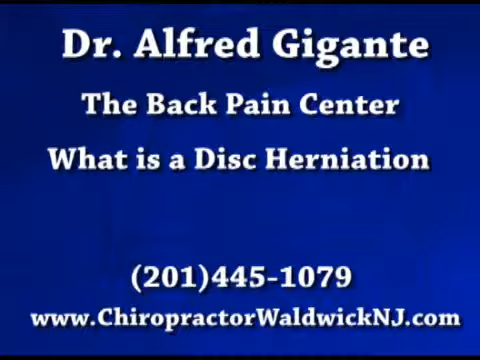 Dr. Alfred Gigante
The Back Pain Center
What is a Disc Herniation
(201)445-1079
www.ChiropractorWaldwickNJ.com